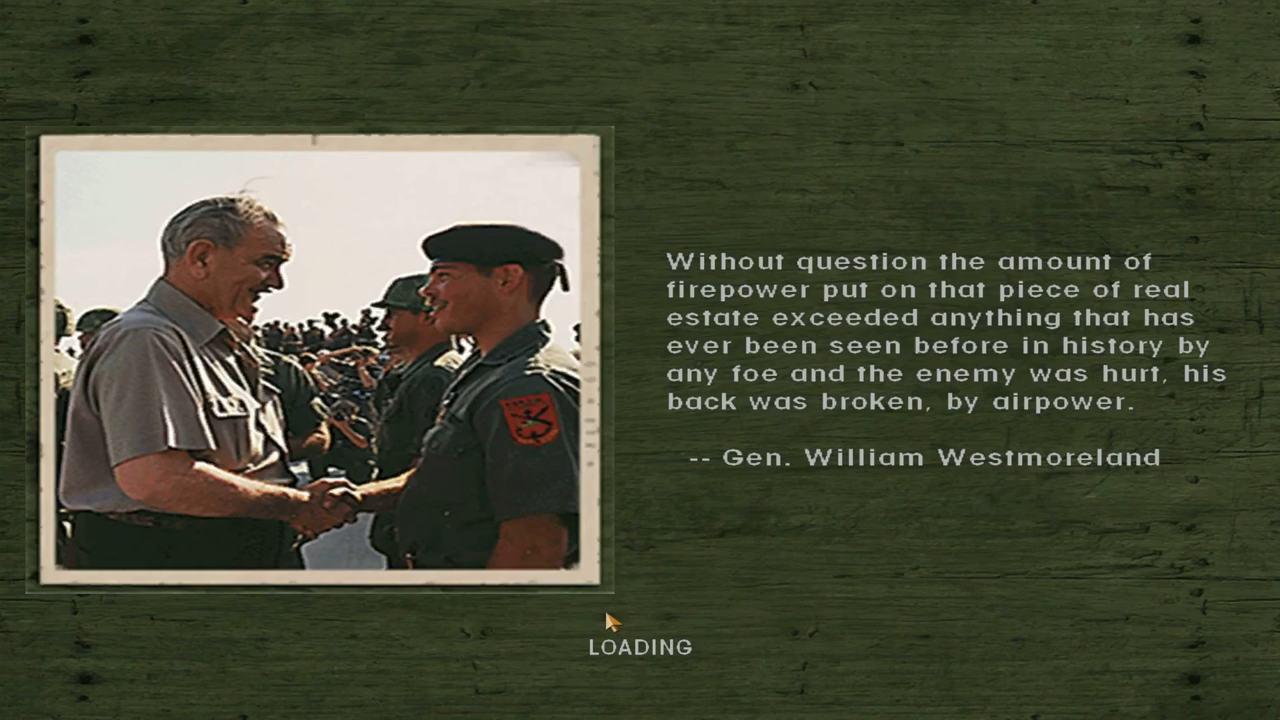 Without question the amount of
firepower put on that piece of real
estate exceeded anything that has
ever been seen before in history by
any foe and the enemy was hurt, his
back was broken, by airpower.
-- Gen. William Westmoreland
LOADING